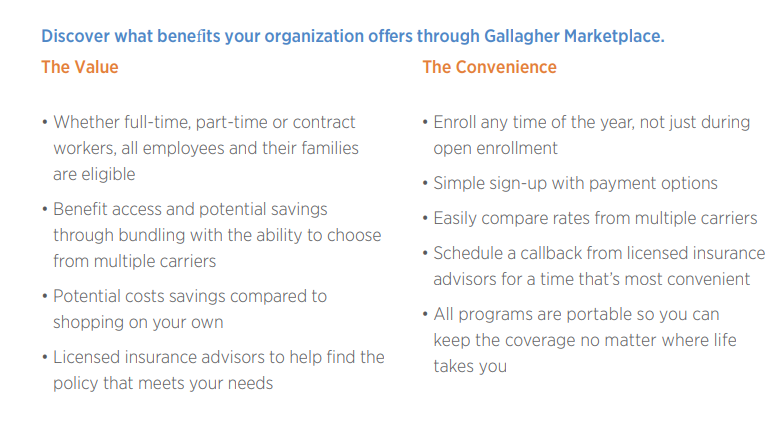 Discover what benefits your organization offers through Gallagher Marketplace.
The Value
• Whether full-time, part-time or contract
workers, all employees and their families
are eligible
• Benefit access and potential savings
through bundling with the ability to choose
from multiple carriers
• Potential costs savings compared to
shopping on your own
• Licensed insurance advisors to help find the
policy that meets your needs
The Convenience
• Enroll any time of the year, not just during
open enrollment
• Simple sign-up with payment options
• Easily compare rates from multiple carriers
• Schedule a callback from licensed insurance
advisors for a time that’s most convenient
• All programs are portable so you can
keep the coverage no matter where life
takes you